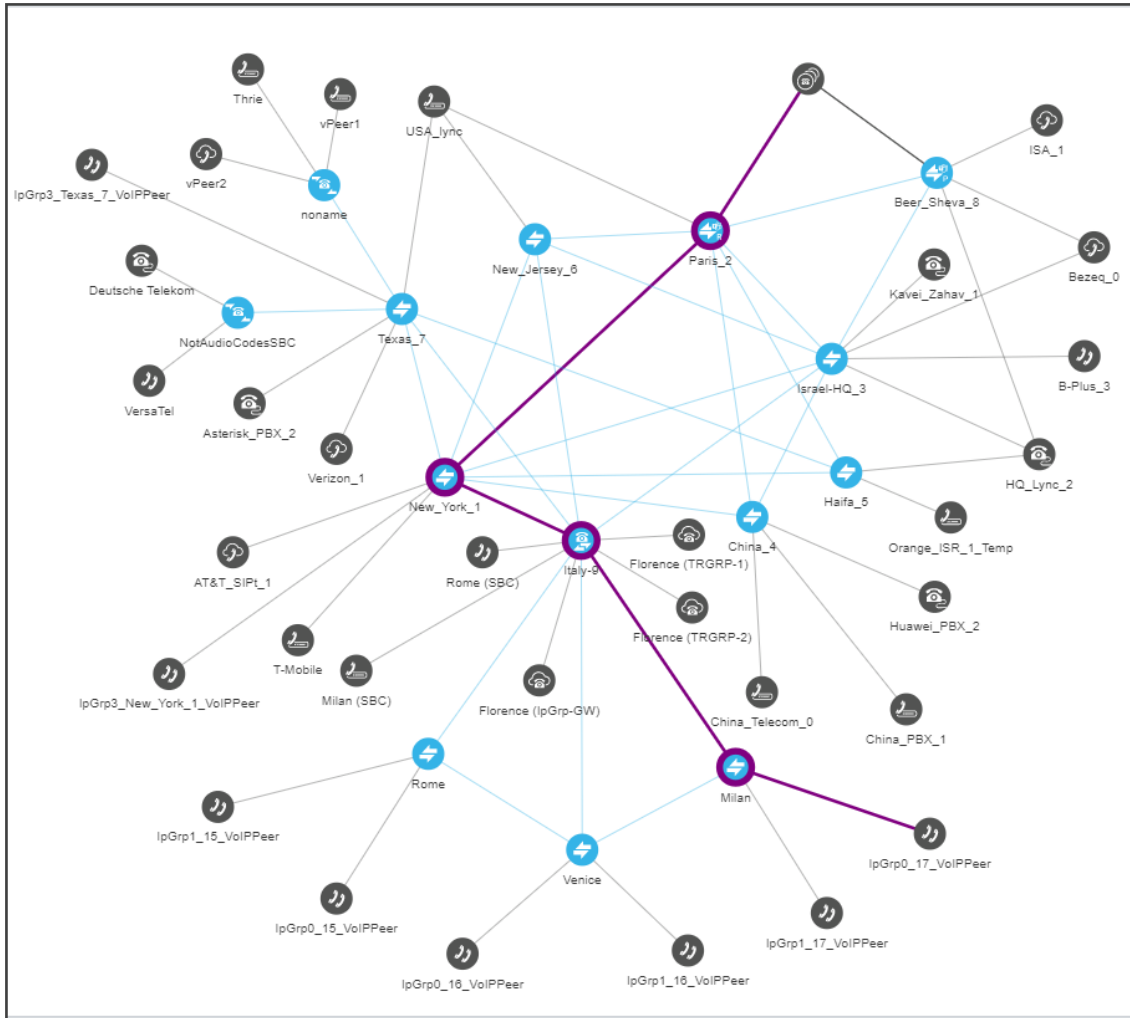 Thrie
vPeer1
USA_lync
ISA_1
vPeer2
IpGrp3_Texas_7_VoIPPeer
noname
Beer_Sheva_8
New_Jersey_6
Paris_2
Bezeq_0
Deutsche Telekom
Kavei_Zahav_1
Texas_7
NotAudioCodesSBC
Israel-HQ_3
B-Plus_3
VersaTel
Asterisk_PBX_2
Verizon_1
HQ_Lync_2
New_York_1
Haifa_5
China_4
Orange_ISR_1_Temp
Florence (TRGRP-1)
Italy-9
Rome (SBC)
AT&T_SIPt_1
Huawei_PBX_2
Florence (TRGRP-2)
T-Mobile
IpGrp3_New_York_1_VoIPPeer
Milan (SBC)
Florence (IpGrp-GW)
China_Telecom_0
China_PBX_1
Rome
Milan
IpGrp1_15_VoIPPeer
IpGrp0_17_VoIPPeer
Venice
IpGrp0_15_VoIPPeer
IpGrp1_17_VoIPPeer
IpGrp0_16_VoIPPeer
IpGrp1_16_VoIPPeer